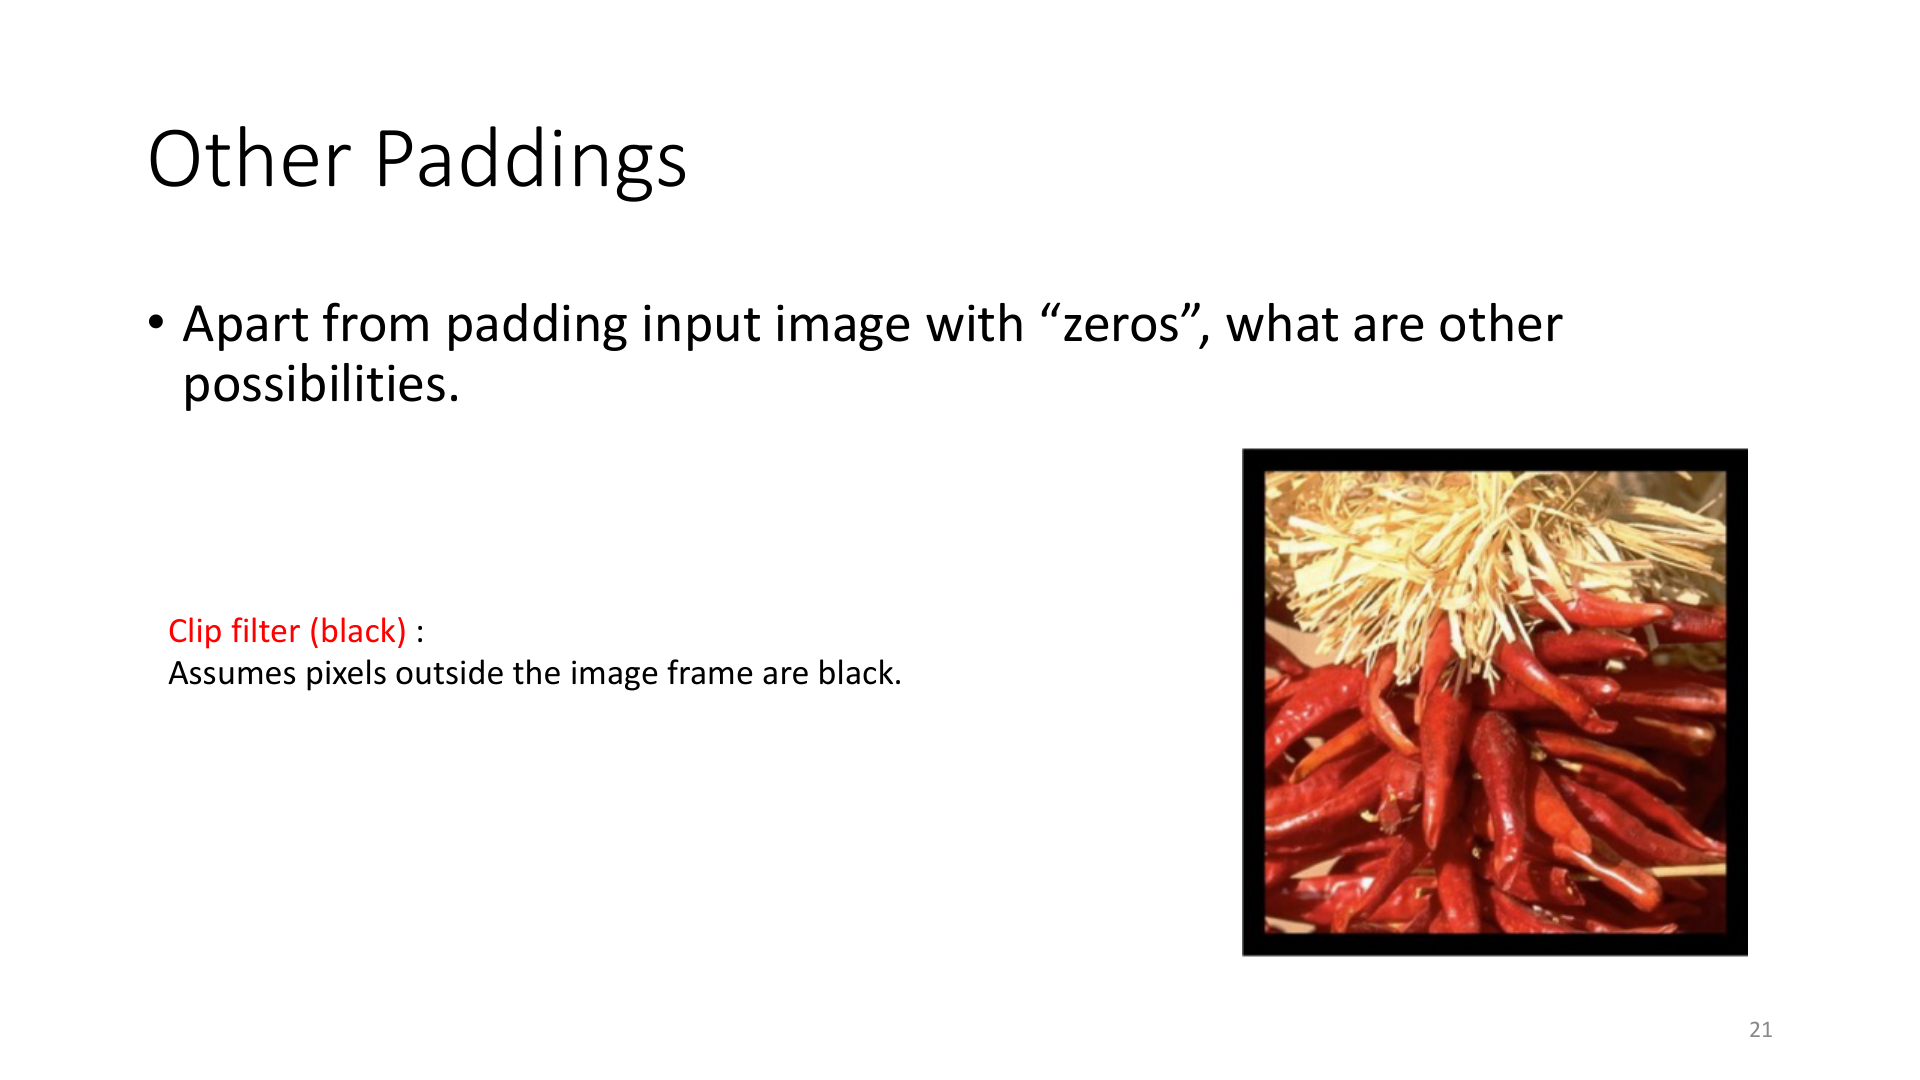 Other Paddings
• Apart from padding input image with “zeros”, what are other
possibilities.
Clip filter (black) :
Assumes pixels outside the image frame are black.
21